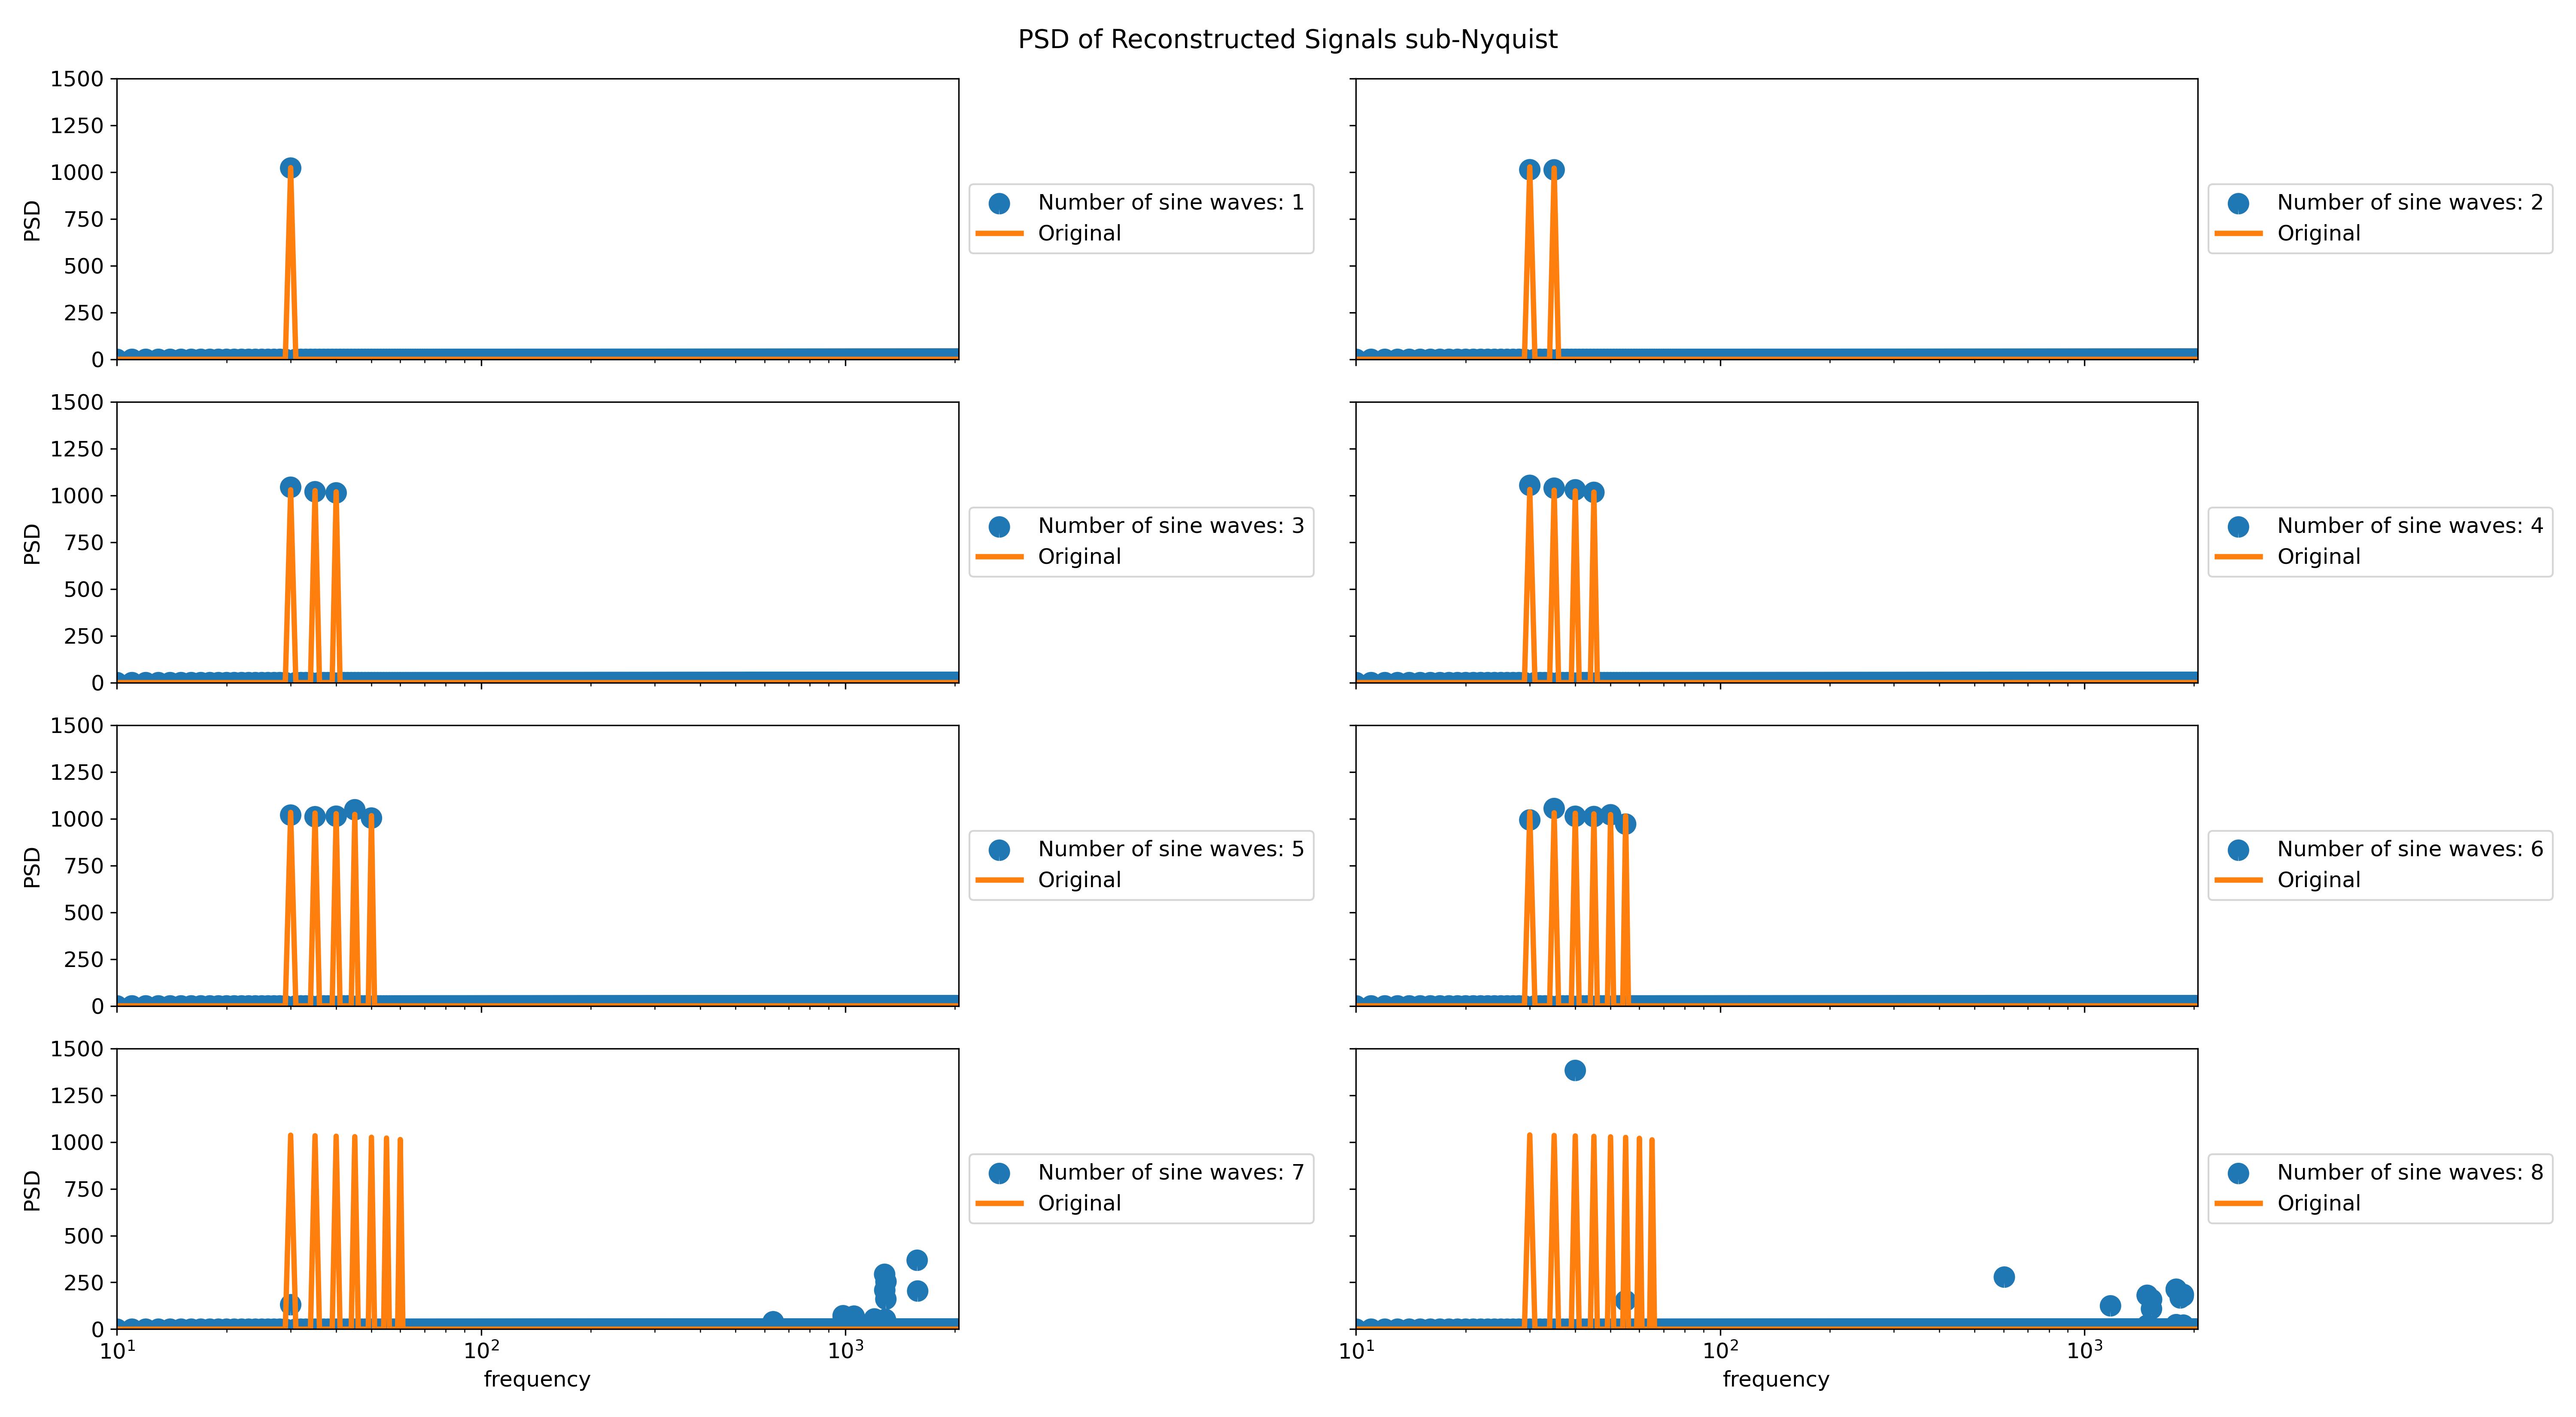 PSD of Reconstructed Signals sub-Nyquist
1500
1250
1000
750
500
250
0
PSD
Number of sine waves: 1
Original
Number of sine waves: 2
Original
1500
1250
1000
750
500
250
0
PSD
Number of sine waves: 3
Original
Number of sine waves: 4
Original
1500
1250
1000
750
500
250
0
PSD
Number of sine waves: 5
Original
Number of sine waves: 6
Original
1500
1250
1000
750
500
250
0
PSD
Number of sine waves: 7
Original
Number of sine waves: 8
Original
10¹ 10² 10³
frequency
10¹ 10² 10³
frequency